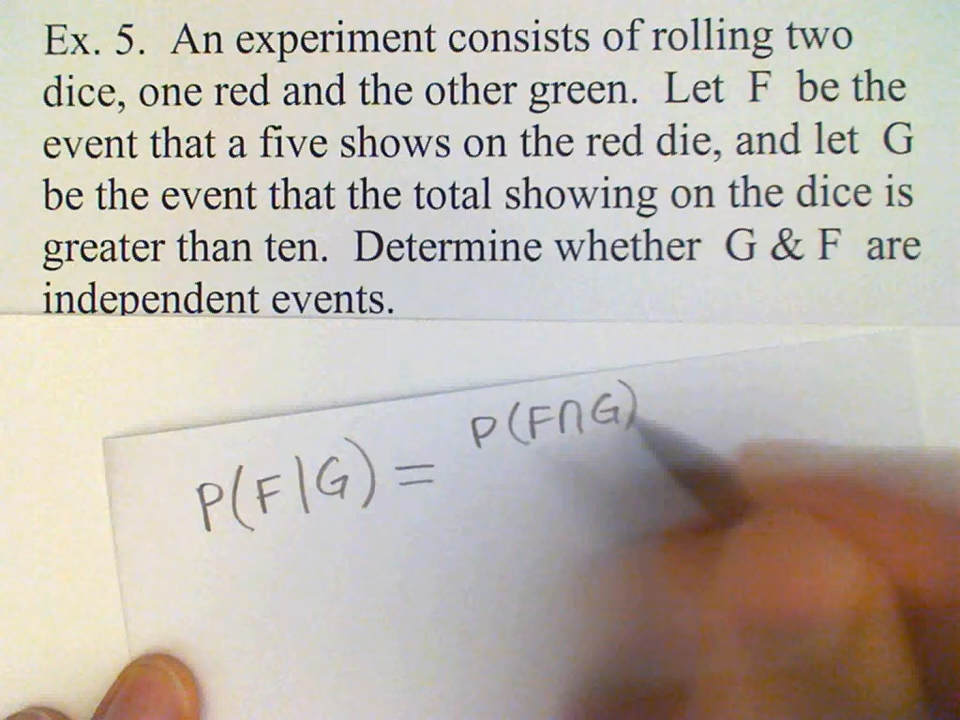 Ex. 5. An experiment consists of rolling two
dice, one red and the other green. Let F be the
event that a five shows on the red die, and let G
be the event that the total showing on the dice is
greater than ten. Determine whether G & F are
independent events.
P(F|G) = P(F∩G)